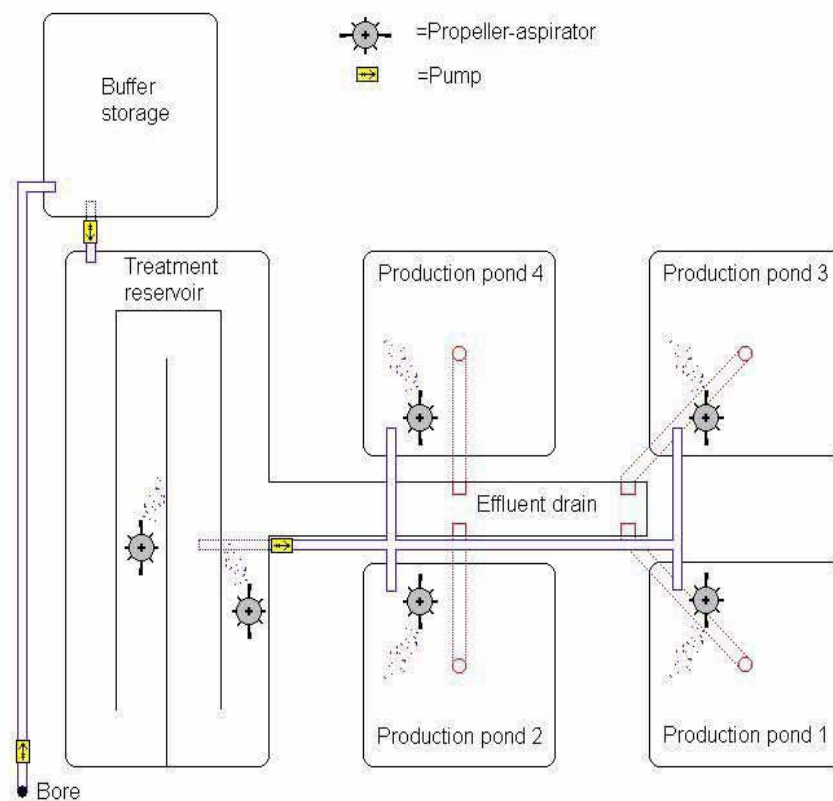 =Propeller-aspirator
=Pump
Buffer
storage
Treatment
reservoir
Production pond 4
Production pond 3
Effluent drain
Production pond 2
Production pond 1
Bore